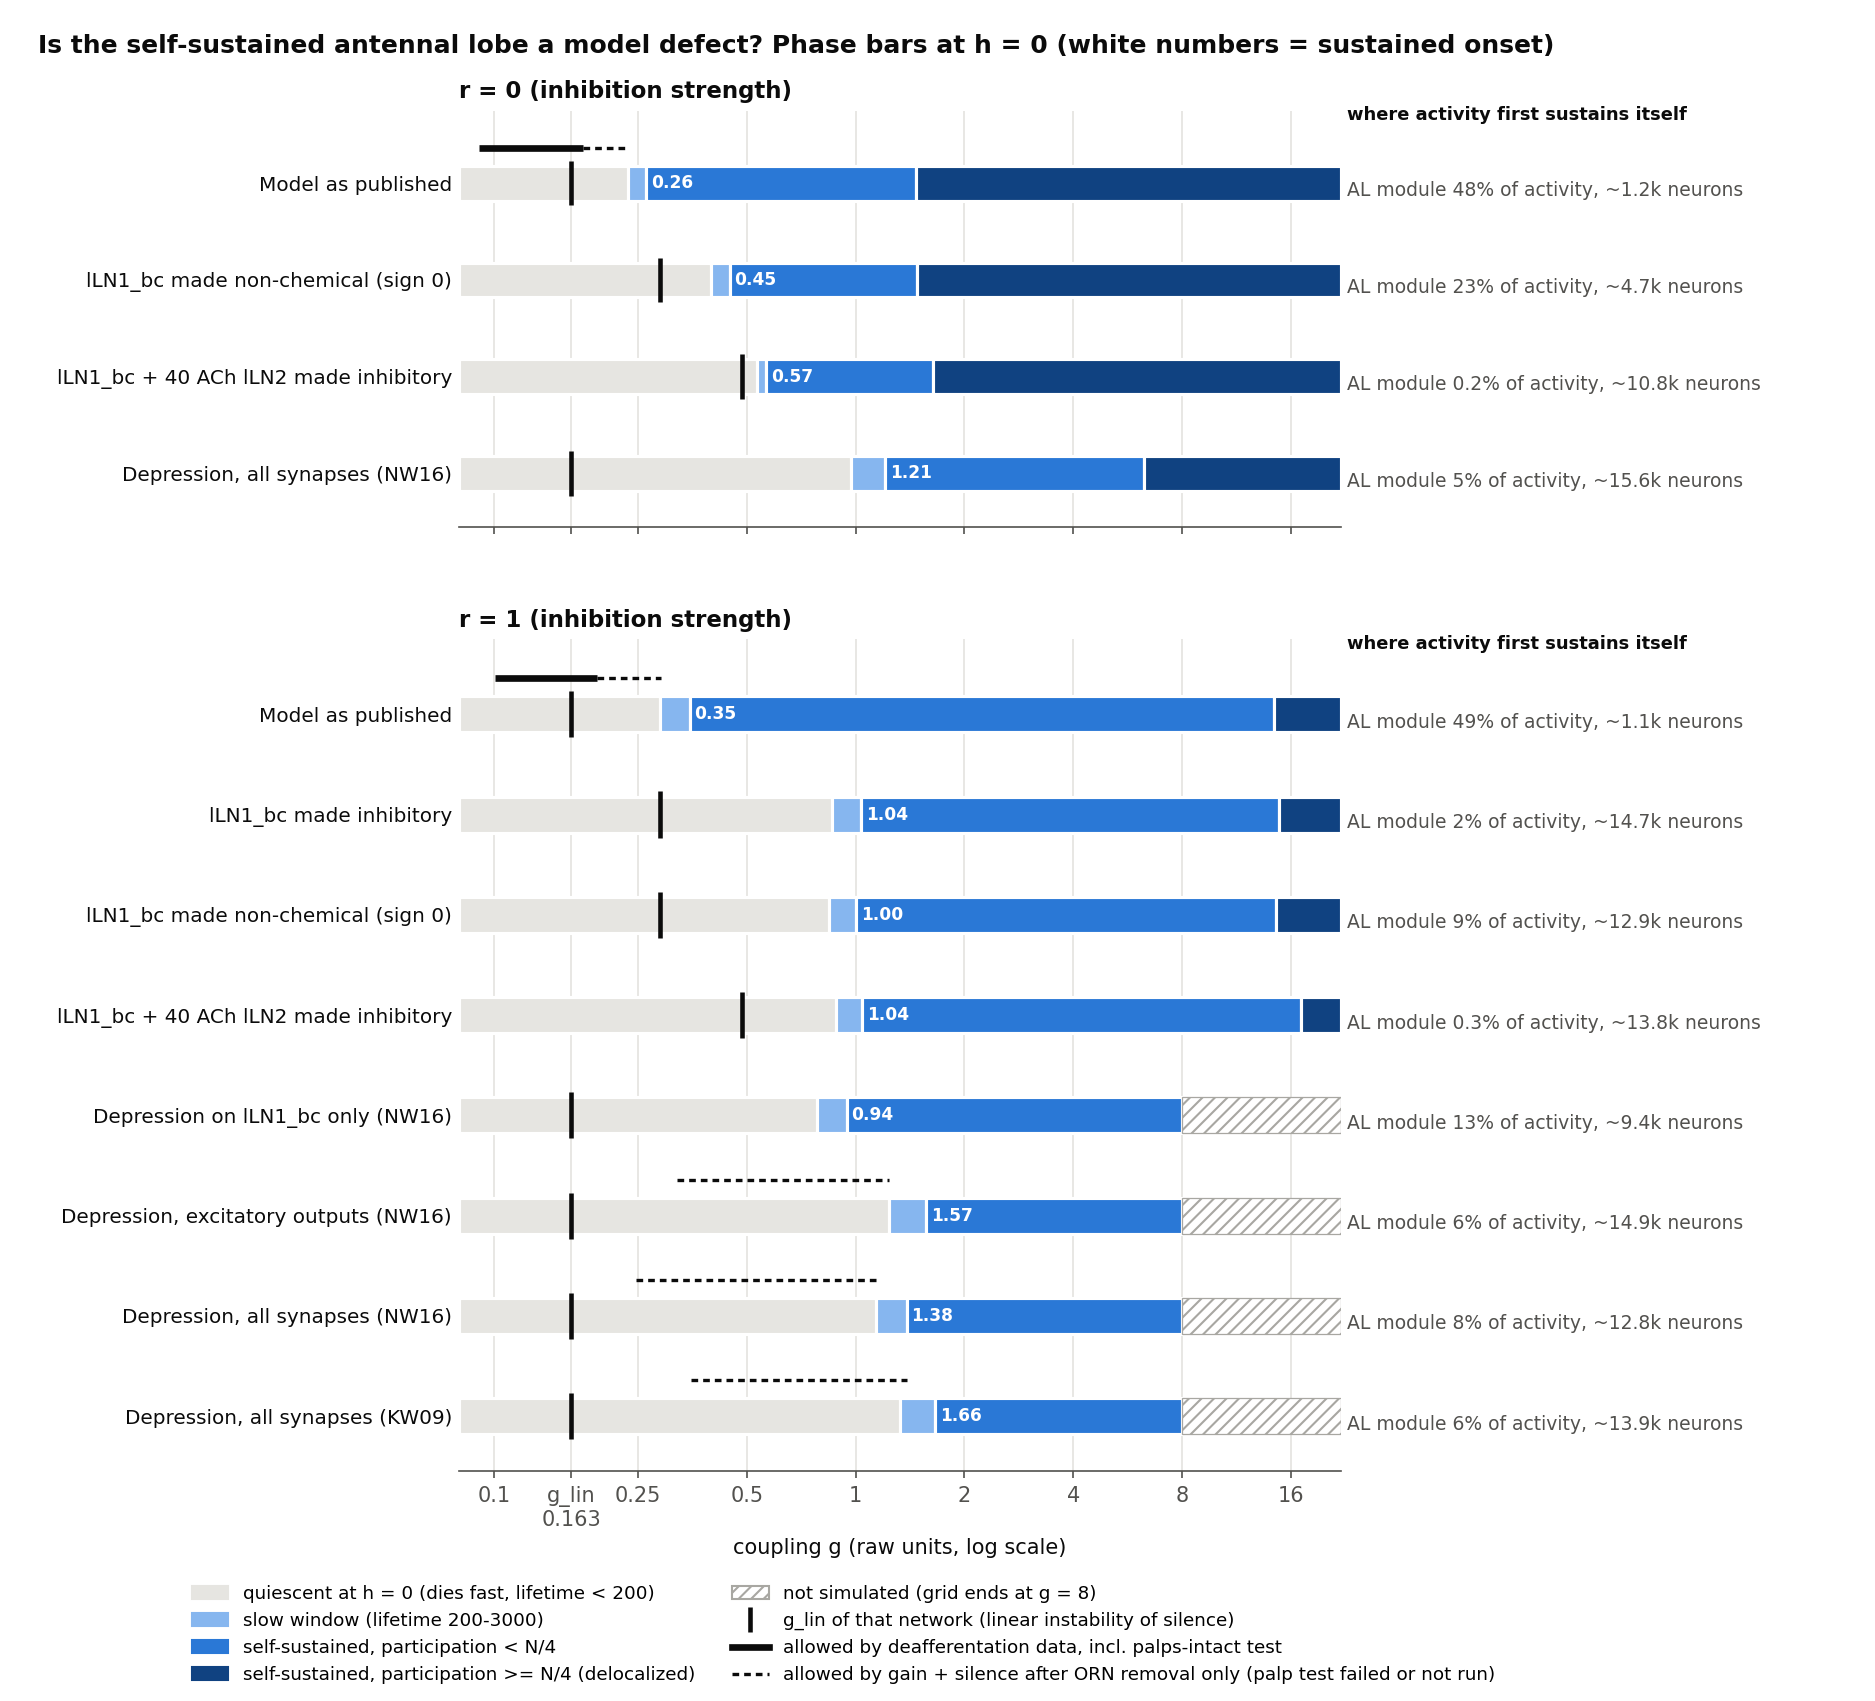 Is the self-sustained antennal lobe a model defect? Phase bars at h = 0 (white numbers = sustained onset)
r = 0 (inhibition strength)
where activity first sustains itself
Model as published
0.26
AL module 48% of activity, ~1.2k neurons
lLN1_bc made non-chemical (sign 0)
0.45
AL module 23% of activity, ~4.7k neurons
lLN1_bc + 40 ACh lLN2 made inhibitory
0.57
AL module 0.2% of activity, ~10.8k neurons
Depression, all synapses (NW16)
1.21
AL module 5% of activity, ~15.6k neurons
r = 1 (inhibition strength)
where activity first sustains itself
Model as published
0.35
AL module 49% of activity, ~1.1k neurons
lLN1_bc made inhibitory
1.04
AL module 2% of activity, ~14.7k neurons
lLN1_bc made non-chemical (sign 0)
1.00
AL module 9% of activity, ~12.9k neurons
lLN1_bc + 40 ACh lLN2 made inhibitory
1.04
AL module 0.3% of activity, ~13.8k neurons
Depression on lLN1_bc only (NW16)
0.94
AL module 13% of activity, ~9.4k neurons
Depression, excitatory outputs (NW16)
1.57
AL module 6% of activity, ~14.9k neurons
Depression, all synapses (NW16)
1.38
AL module 8% of activity, ~12.8k neurons
Depression, all synapses (KW09)
1.66
AL module 6% of activity, ~13.9k neurons
0.1 g_lin 0.25 0.5 1 2 4 8 16
0.163
coupling g (raw units, log scale)
quiescent at h = 0 (dies fast, lifetime < 200)
slow window (lifetime 200-3000)
self-sustained, participation < N/4
self-sustained, participation >= N/4 (delocalized)
not simulated (grid ends at g = 8)
g_lin of that network (linear instability of silence)
allowed by deafferentation data, incl. palps-intact test
allowed by gain + silence after ORN removal only (palp test failed or not run)